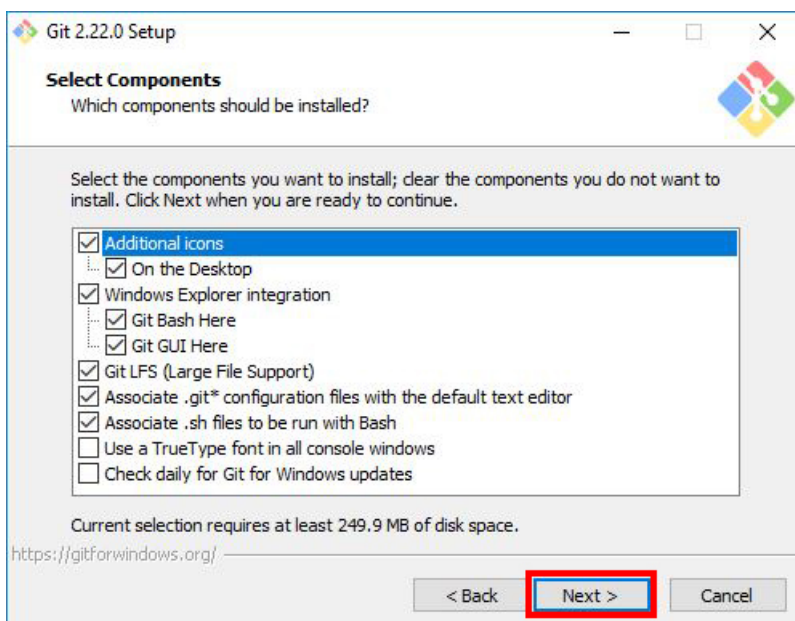 Git 2.22.0 Setup
Select Components
Which components should be installed?
Select the components you want to install; clear the components you do not want to
install. Click Next when you are ready to continue.
Additional icons
On the Desktop
Windows Explorer integration
Git Bash Here
Git GUI Here
Git LFS (Large File Support)
Associate .git* configuration files with the default text editor
Associate .sh files to be run with Bash
Use a TrueType font in all console windows
Check daily for Git for Windows updates
Current selection requires at least 249.9 MB of disk space.
https://gitforwindows.org/
< Back Next > Cancel